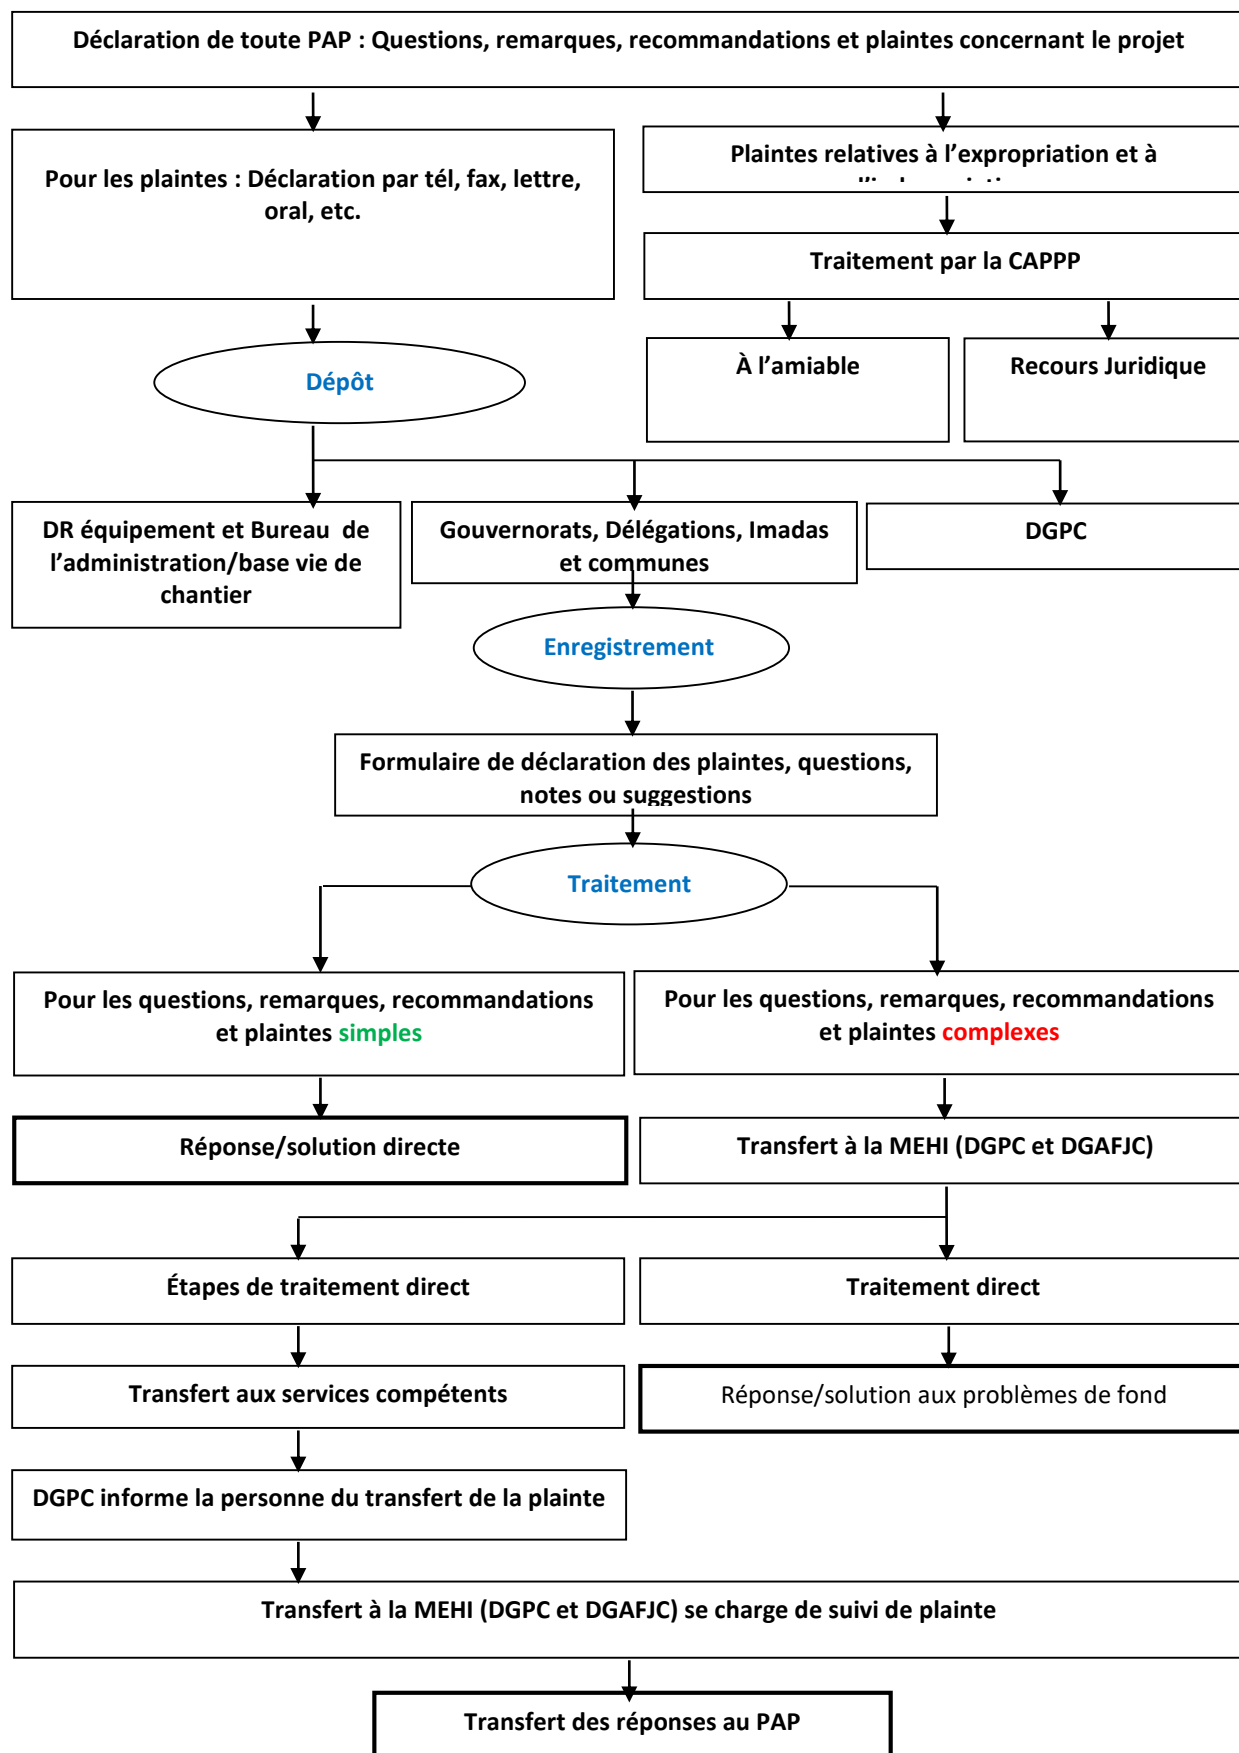 Déclaration de toute PAP : Questions, remarques, recommandations et plaintes concernant le projet
Pour les plaintes : Déclaration par tél, fax, lettre,
oral, etc.
Plaintes relatives à l’expropriation et à
Traitement par la CAPPP
À l’amiable
Recours Juridique
Dépôt
DR équipement et Bureau de
l’administration/base vie de
chantier
Gouvernorats, Délégations, Imadas
et communes
DGPC
Enregistrement
Formulaire de déclaration des plaintes, questions,
notes ou suggestions
Traitement
Pour les questions, remarques, recommandations
et plaintes simples
Pour les questions, remarques, recommandations
et plaintes complexes
Réponse/solution directe
Transfert à la MEHI (DGPC et DGAFJC)
Étapes de traitement direct
Traitement direct
Transfert aux services compétents
Réponse/solution aux problèmes de fond
DGPC informe la personne du transfert de la plainte
Transfert à la MEHI (DGPC et DGAFJC) se charge de suivi de plainte
Transfert des réponses au PAP